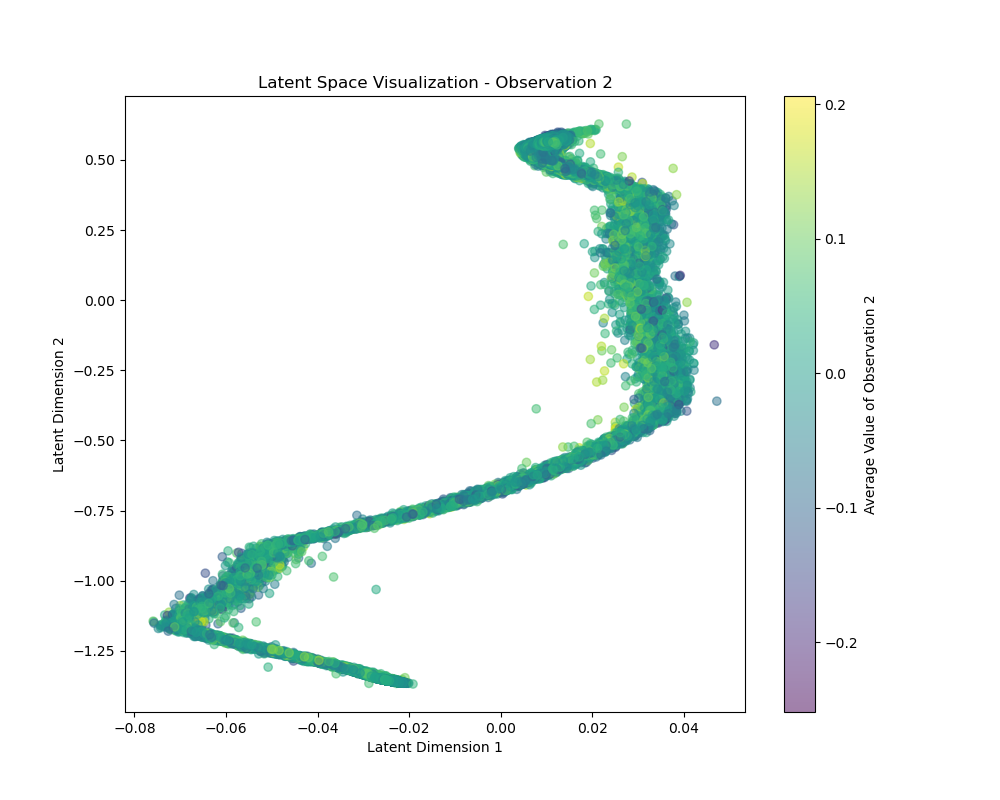 Latent Space Visualization - Observation 2
Latent Dimension 2
0.50
0.25
0.00
−0.25
−0.50
−0.75
−1.00
−1.25
−0.08 −0.06 −0.04 −0.02 0.00 0.02 0.04
Latent Dimension 1
0.2
0.1
0.0
−0.1
−0.2
Average Value of Observation 2